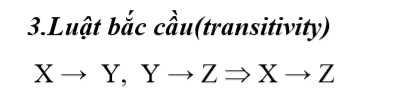 3.Luật bắc cầu(transitivity)
X → Y, Y → Z ⇒ X → Z